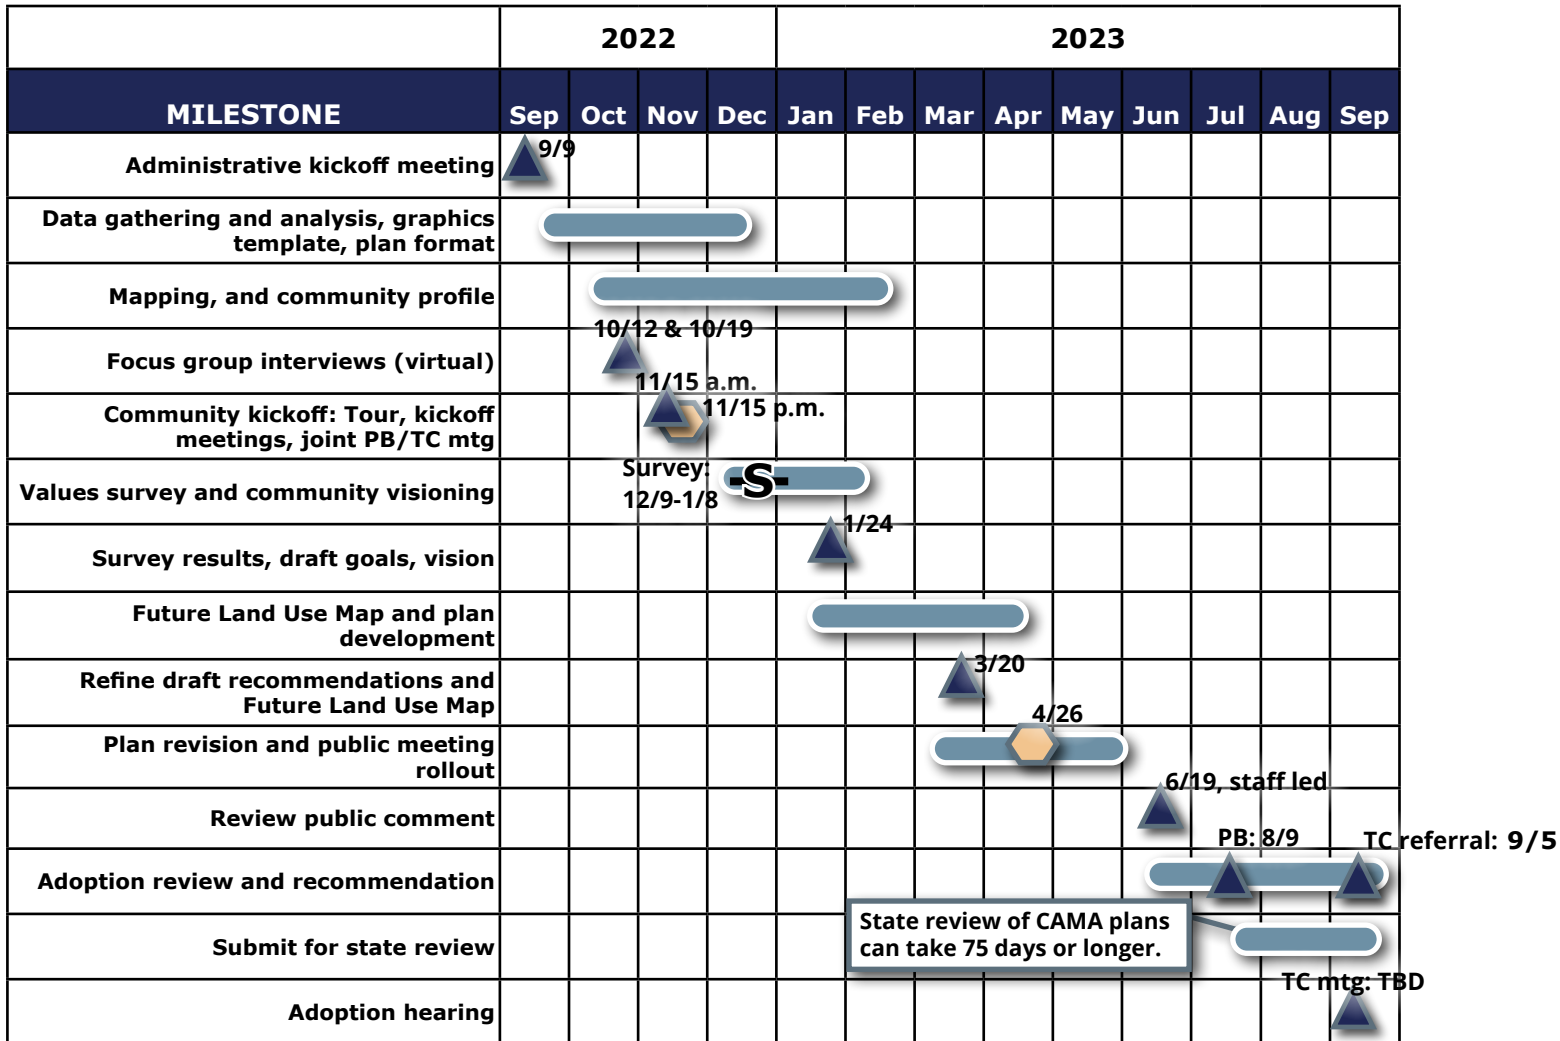 2022 2023
MILESTONE Sep Oct Nov Dec Jan Feb Mar Apr May Jun Jul Aug Sep
Administrative kickoff meeting
9/9
Data gathering and analysis, graphics
template, plan format
Mapping, and community profile
Focus group interviews (virtual)
10/12 & 10/19
Community kickoff: Tour, kickoff
meetings, joint PB/TC mtg
11/15 a.m.
11/15 p.m.
Values survey and community visioning
Survey:
12/9-1/8
S
Survey results, draft goals, vision
1/24
Future Land Use Map and plan
development
Refine draft recommendations and
Future Land Use Map
3/20
Plan revision and public meeting
rollout
4/26
Review public comment
6/19, staff led
Adoption review and recommendation
PB: 8/9
TC referral: 9/5
Submit for state review
State review of CAMA plans
can take 75 days or longer.
Adoption hearing
TC mtg: TBD